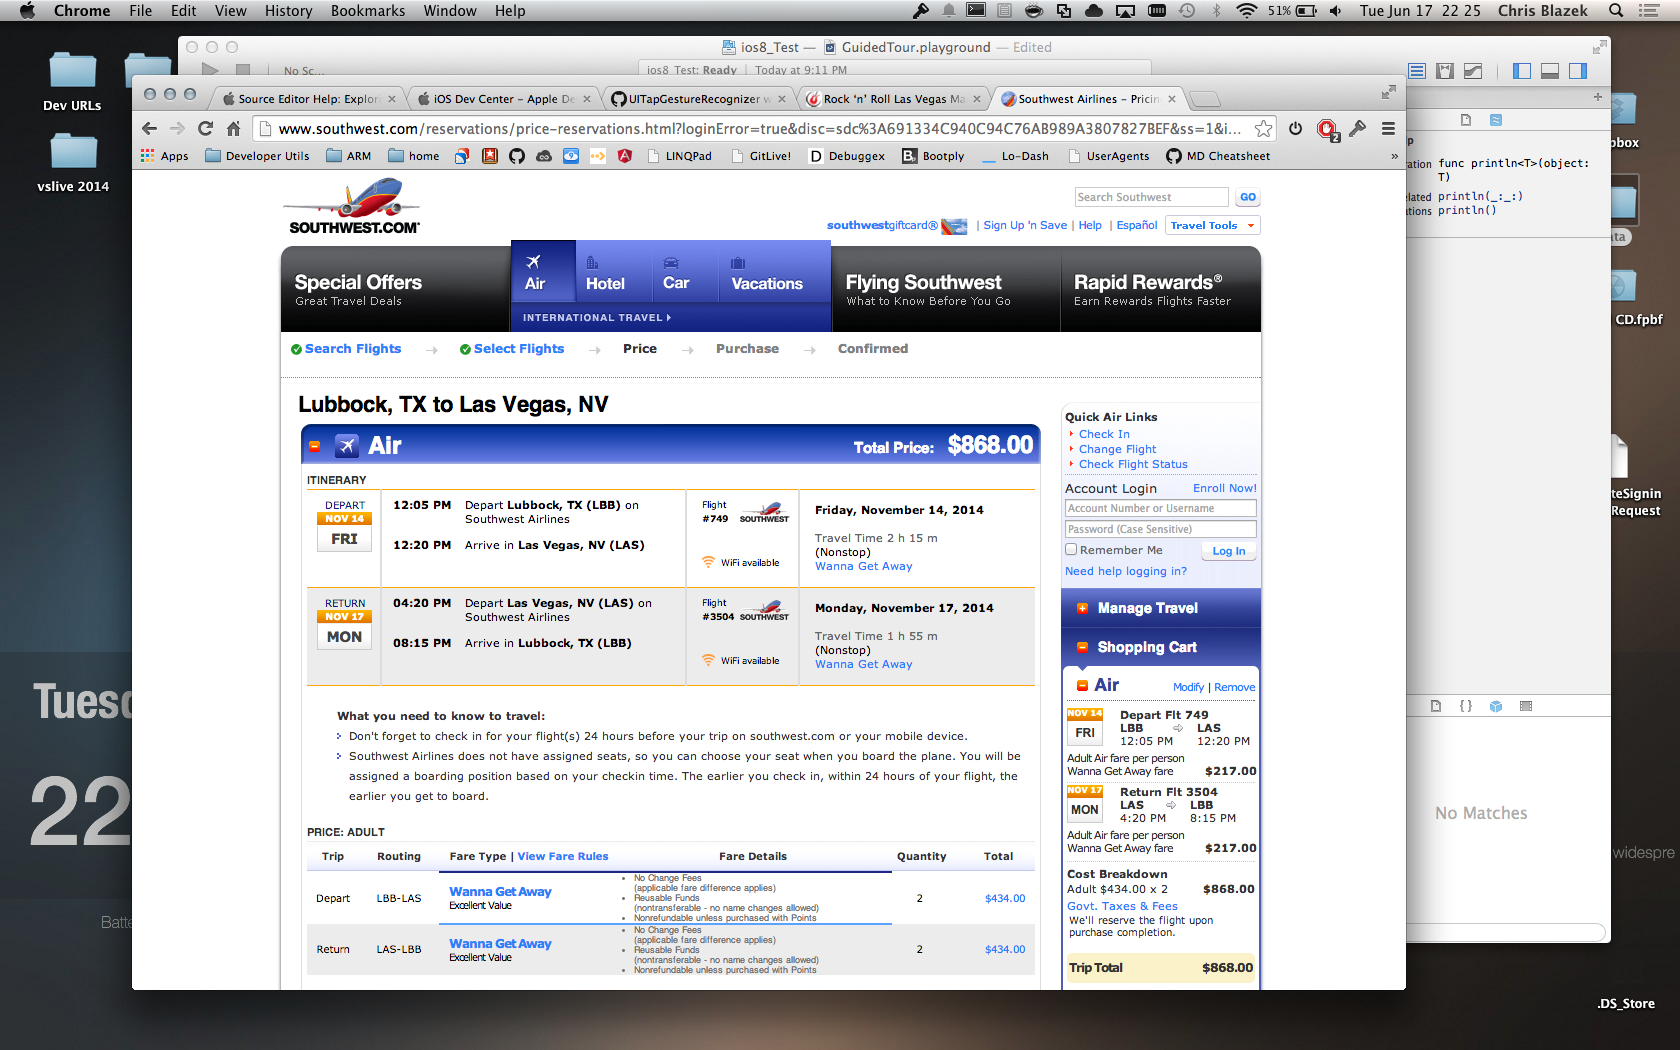 Chrome File Edit View History Bookmarks Window Help
51% Tue Jun 17 22 25 Chris Blazek
ios8_Test — GuidedTour.playground — Edited
No Sc...
ios8_Test: Ready | Today at 9:11 PM
Dev URLs
vslive 2014
Source Editor Help: Explori
iOS Dev Center – Apple De
UITapGestureRecognizer w
Rock 'n' Roll Las Vegas Ma
Southwest Airlines – Pricin
www.southwest.com/reservations/price-reservations.html?loginError=true&disc=sdc%3A691334C940C94C76AB989A3807827BEF&ss=1&i...
2
Apps Developer Utils ARM home LINQPad GitLive! D Debuggex B. Bootply Lo-Dash UserAgents MD Cheatsheet »
SOUTHWEST.COM®
Search Southwest GO
southwestgiftcard® | Sign Up 'n Save | Help | Español Travel Tools
Special Offers
Great Travel Deals
Air Hotel Car Vacations
INTERNATIONAL TRAVEL
Flying Southwest
What to Know Before You Go
Rapid Rewards®
Earn Rewards Flights Faster
Search Flights Select Flights Price Purchase Confirmed
Lubbock, TX to Las Vegas, NV
Air Total Price: $868.00
ITINERARY
DEPART
NOV 14
FRI
12:05 PM Depart Lubbock, TX (LBB) on
Southwest Airlines
12:20 PM Arrive in Las Vegas, NV (LAS)
Flight
#749 SOUTHWEST
WiFi available
Friday, November 14, 2014
Travel Time 2 h 15 m
(Nonstop)
Wanna Get Away
RETURN
NOV 17
MON
04:20 PM Depart Las Vegas, NV (LAS) on
Southwest Airlines
08:15 PM Arrive in Lubbock, TX (LBB)
Flight
#3504 SOUTHWEST
WiFi available
Monday, November 17, 2014
Travel Time 1 h 55 m
(Nonstop)
Wanna Get Away
What you need to know to travel:
Don't forget to check in for your flight(s) 24 hours before your trip on southwest.com or your mobile device.
Southwest Airlines does not have assigned seats, so you can choose your seat when you board the plane. You will be
assigned a boarding position based on your checkin time. The earlier you check in, within 24 hours of your flight, the
earlier you get to board.
PRICE: ADULT
Trip Routing Fare Type | View Fare Rules Fare Details Quantity Total
Depart LBB-LAS Wanna Get Away
Excellent Value
• No Change Fees
(applicable fare difference applies)
• Reusable Funds
(nontransferable - no name changes allowed)
• Nonrefundable unless purchased with Points
2 $434.00
Return LAS-LBB Wanna Get Away
Excellent Value
• No Change Fees
(applicable fare difference applies)
• Reusable Funds
(nontransferable - no name changes allowed)
• Nonrefundable unless purchased with Points
2 $434.00
Quick Air Links
Check In
Change Flight
Check Flight Status
Account Login Enroll Now!
Account Number or Username
Password (Case Sensitive)
Remember Me Log In
Need help logging in?
Manage Travel
Shopping Cart
Air Modify | Remove
NOV 14
FRI
Depart Flt 749
LBB LAS
12:05 PM 12:20 PM
Adult Air fare per person
Wanna Get Away fare $217.00
NOV 17
MON
Return Flt 3504
LAS LBB
4:20 PM 8:15 PM
Adult Air fare per person
Wanna Get Away fare $217.00
Cost Breakdown
Adult $434.00 x 2 $868.00
Govt. Taxes & Fees
We'll reserve the flight upon
purchase completion.
Trip Total $868.00
p
ation func println<T>(object:
T)
lated println(_:_:)
ations println()
{ }
No Matches
pbox
ata
CD.fpbf
teSignin
Request
widespre
.DS_Store
Tuesd
22
Batte